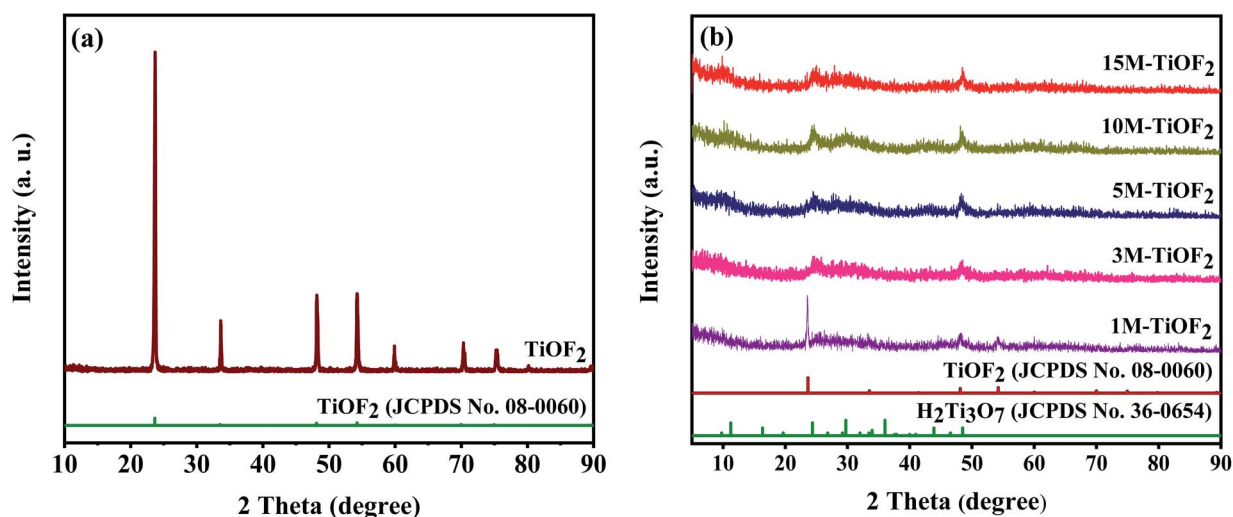 (a)
Intensity (a. u.)
TiOF2
TiOF2 (JCPDS No. 08-0060)
10 20 30 40 50 60 70 80 90
2 Theta (degree)
(b)
Intensity (a.u.)
15M-TiOF2
10M-TiOF2
5M-TiOF2
3M-TiOF2
1M-TiOF2
TiOF2 (JCPDS No. 08-0060)
H2Ti3O7 (JCPDS No. 36-0654)
10 20 30 40 50 60 70 80 90
2 Theta (degree)